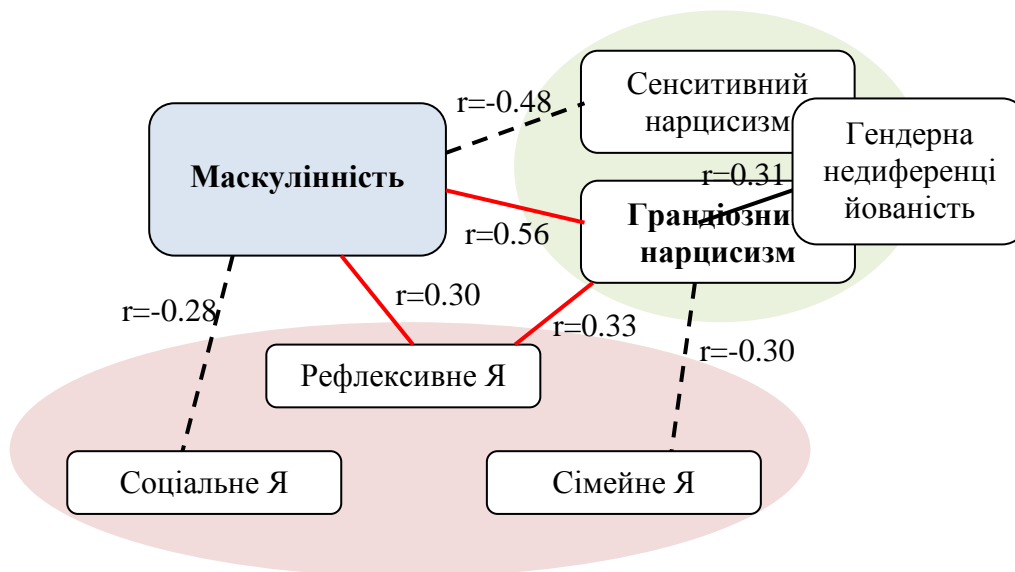 Сенситивний
нарцисизм
r=-0.48
Гендерна
недиференці
йованість
Маскулінність
r=0.31
Грандіозни
нарцисизм
r=0.56
r=-0.28
r=0.30
r=0.33
r=-0.30
Рефлексивне Я
Соціальне Я
Сімейне Я